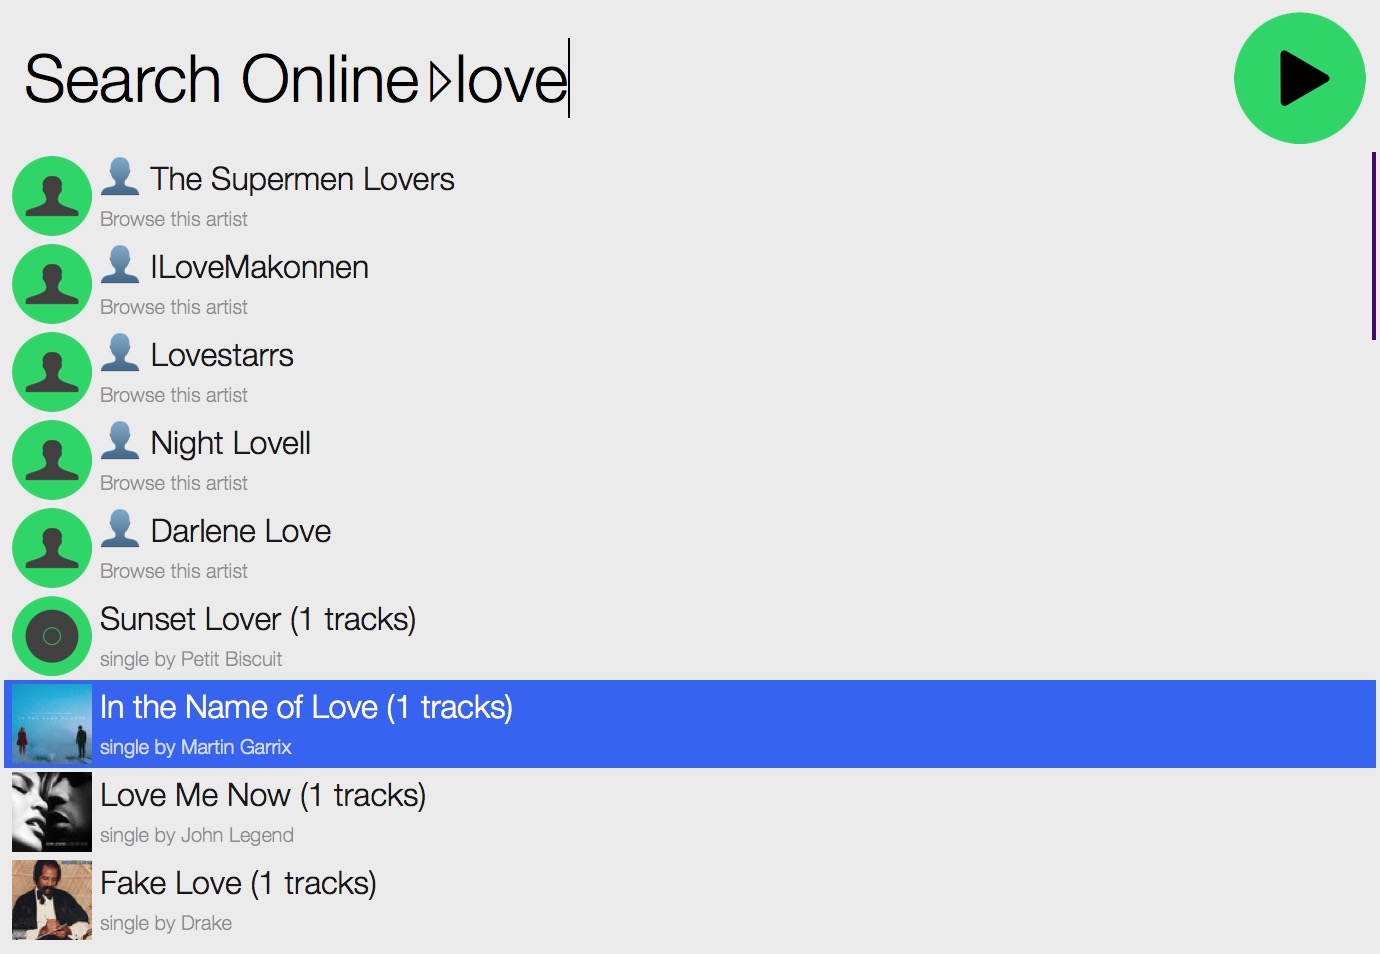 Search Online▷love
The Supermen Lovers
Browse this artist
ILoveMakonnen
Browse this artist
Lovestarrs
Browse this artist
Night Lovell
Browse this artist
Darlene Love
Browse this artist
Sunset Lover (1 tracks)
single by Petit Biscuit
In the Name of Love (1 tracks)
single by Martin Garrix
Love Me Now (1 tracks)
single by John Legend
Fake Love (1 tracks)
single by Drake